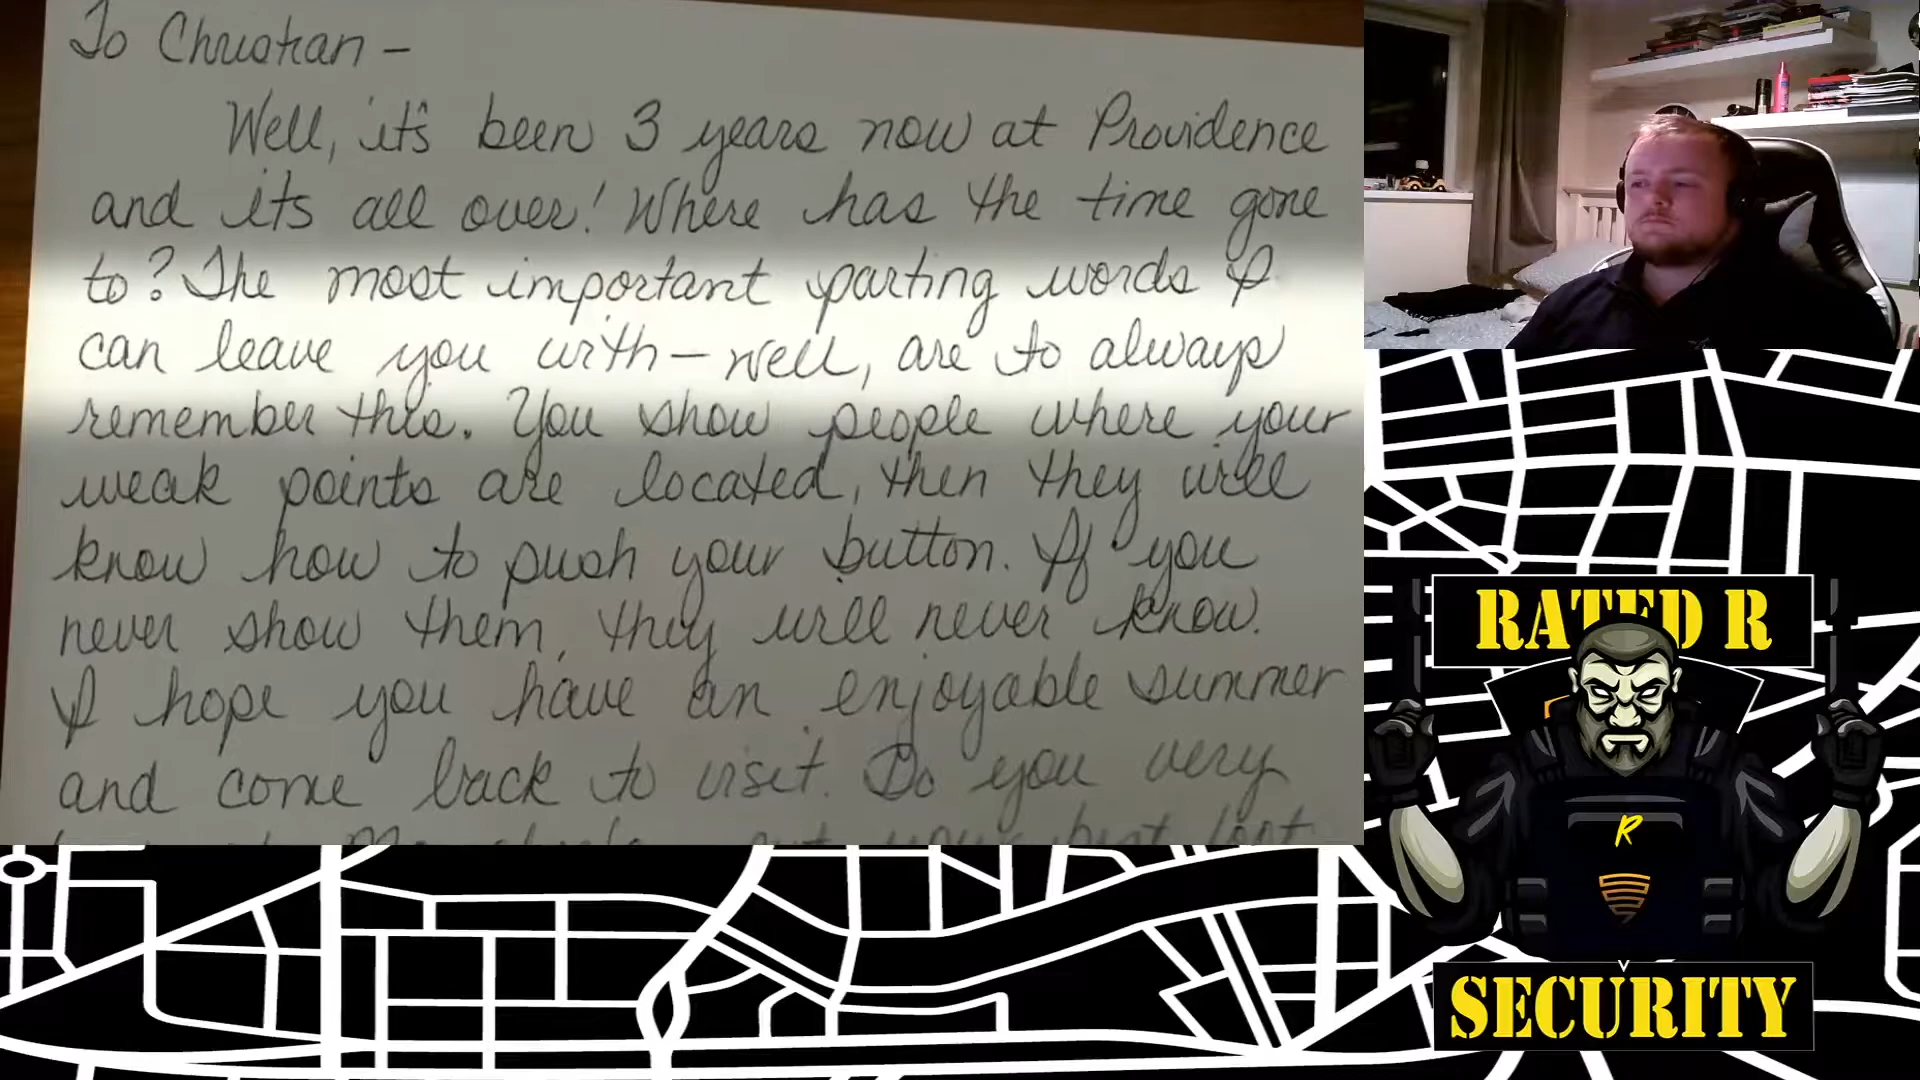 To Christian -
Well, it's been 3 years now at Providence
and its all over! Where has the time gone
to? The most important parting words I
can leave you with - well, are to always
remember this. You show people where your
weak points are located, then they will
know how to push your button. If you
never show them, they will never know.
I hope you have an enjoyable summer
and come back to visit. Do you very
your best foot
RATED R
R
SECURITY